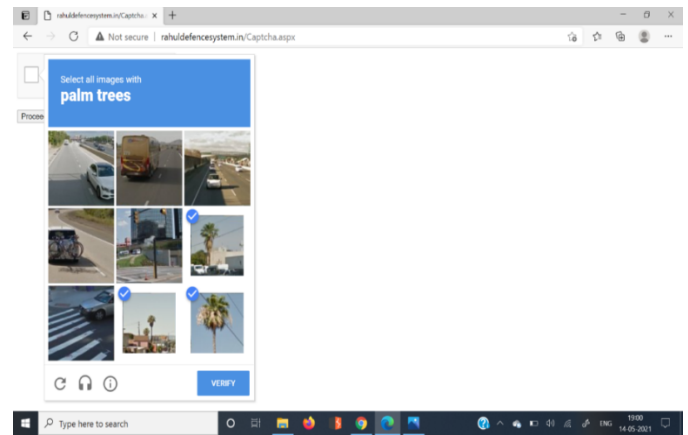 rahuldefencesystem.in/Captcha.
Not secure | rahuldefencesystem.in/Captcha.aspx
Select all images with
palm trees
Procee
VERIFY
Type here to search
ENG
19:00
14-05-2021